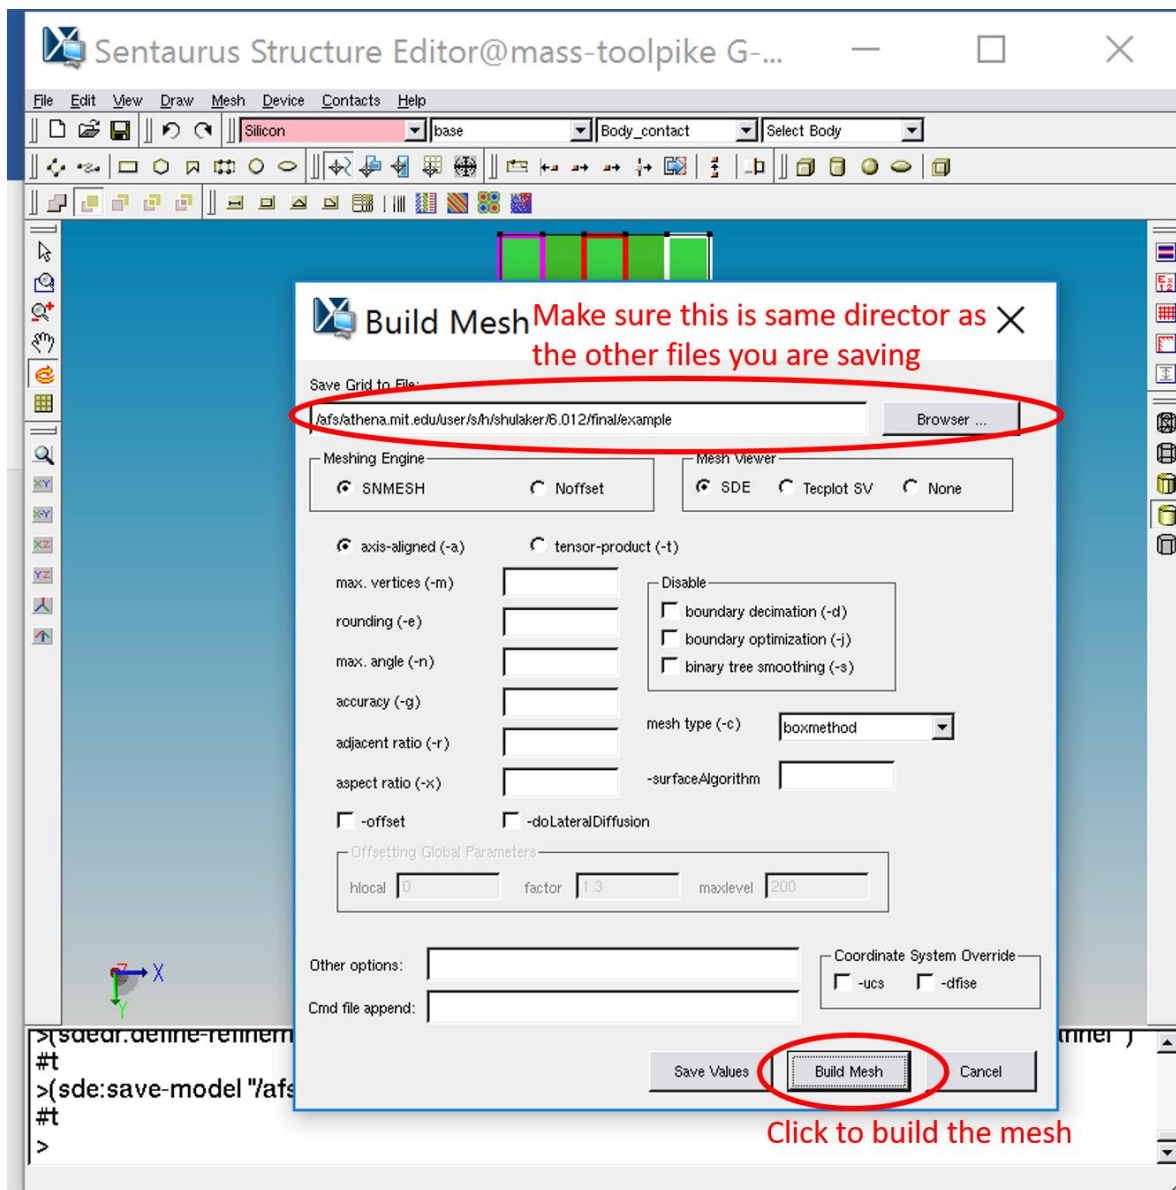 Sentaurus Structure Editor@mass-toolpike G-...
File Edit View Draw Mesh Device Contacts Help
Silicon base Body_contact Select Body
Build Mesh
Make sure this is same director as
the other files you are saving
Save Grid to File:
/afs/athena.mit.edu/user/s/h/shulaker/6.012/final/example Browser ...
Meshing Engine Mesh Viewer
SNMESH Noffset SDE Tecplot SV None
axis-aligned (-a) tensor-product (-t)
max. vertices (-m) Disable
boundary decimation (-d)
rounding (-e)
boundary optimization (-j)
max. angle (-n) binary tree smoothing (-s)
accuracy (-g)
mesh type (-c) boxmethod
adjacent ratio (-r)
aspect ratio (-x) -surfaceAlgorithm
-offset -doLateralDiffusion
Offsetting Global Parameters
hlocal 0 factor 1.3 maxlevel 200
Other options: Coordinate System Override
-ucs -dfise
Cmd file append:
Save Values Build Mesh Cancel
Click to build the mesh
X
Y
Z
XY
X-Y
XZ
YZ
>(sdedr:define-refinem
#t
>(sde:save-model "/afs
#t
>